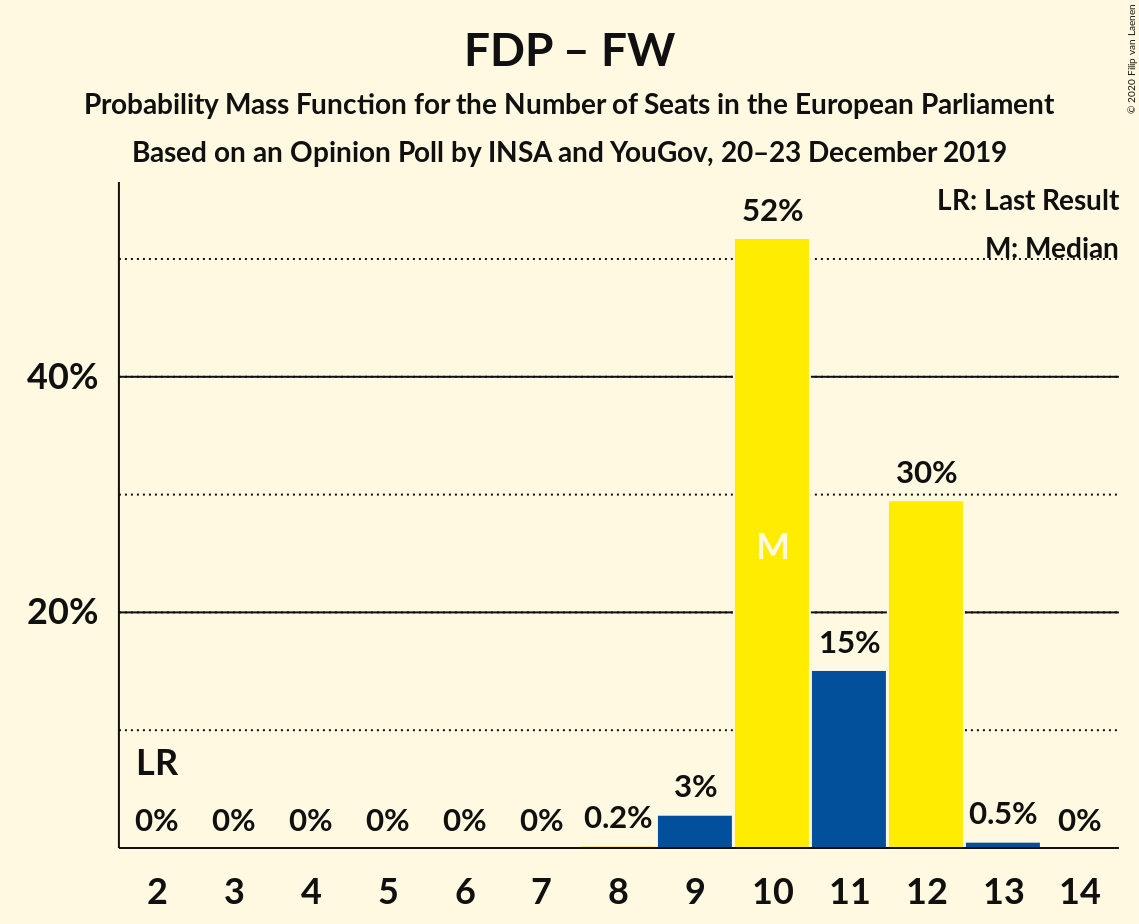 FDP – FW
Probability Mass Function for the Number of Seats in the European Parliament
Based on an Opinion Poll by INSA and YouGov, 20–23 December 2019
© 2020 Filip van Laenen
LR: Last Result
M: Median
52%
40%
30%
M
20%
15%
LR
3%
0% 0% 0% 0% 0% 0% 0.2% 0.5% 0%
2 3 4 5 6 7 8 9 10 11 12 13 14